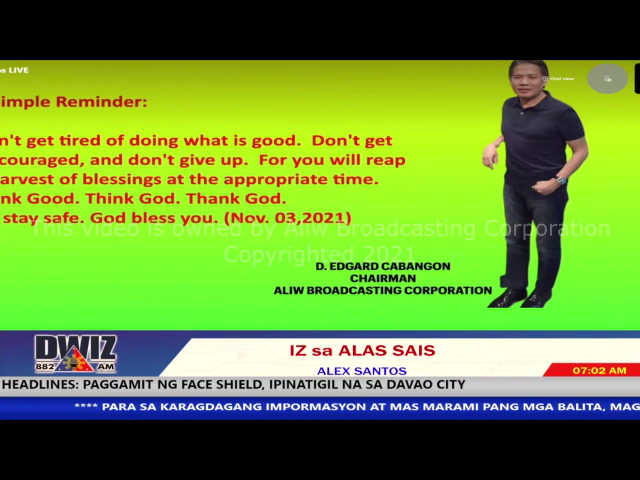 os LIVE
Chat view
imple Reminder:
n't get tired of doing what is good. Don't get
couraged, and don't give up. For you will reap
arvest of blessings at the appropriate time.
nk Good. Think God. Thank God.
stay safe. God bless you. (Nov. 03,2021)
This video is owned by Aliw Broadcasting Corporation
Copyrighted 2021
D. EDGARD CABANGON
CHAIRMAN
ALIW BROADCASTING CORPORATION
DWIZ
882 AM
IZ sa ALAS SAIS
ALEX SANTOS
07:02 AM
HEADLINES: PAGGAMIT NG FACE SHIELD, IPINATIGIL NA SA DAVAO CITY
**** PARA SA KARAGDAGANG IMPORMASYON AT MAS MARAMI PANG MGA BALITA, MAG